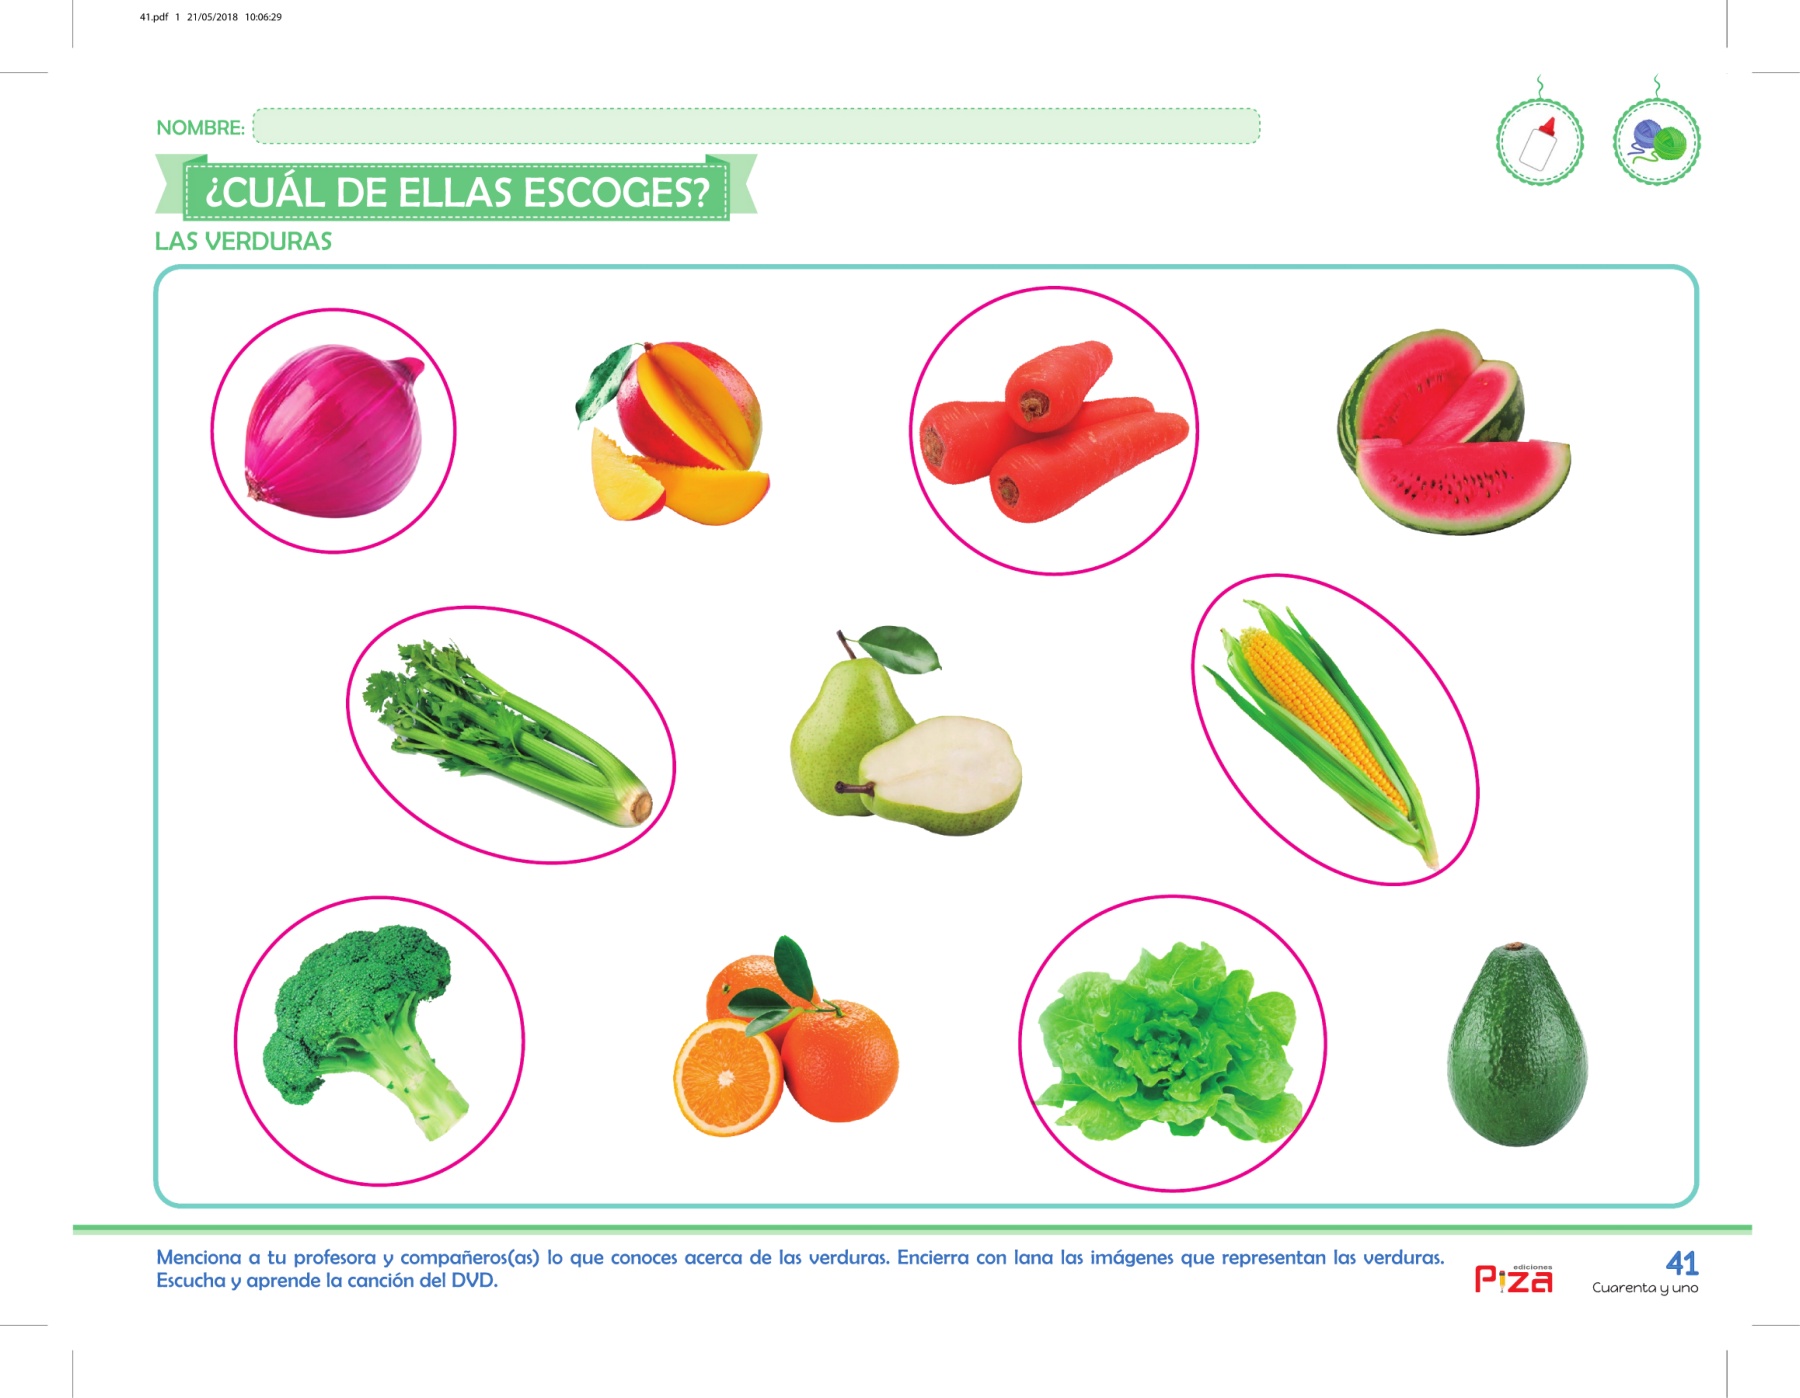 41.pdf 1 21/05/2018 10:06:29
NOMBRE:
¿CUÁL DE ELLAS ESCOGES?
LAS VERDURAS
Menciona a tu profesora y compañeros(as) lo que conoces acerca de las verduras. Encierra con lana las imágenes que representan las verduras.
Escucha y aprende la canción del DVD.
ediciones
Piza
41
Cuarenta y uno